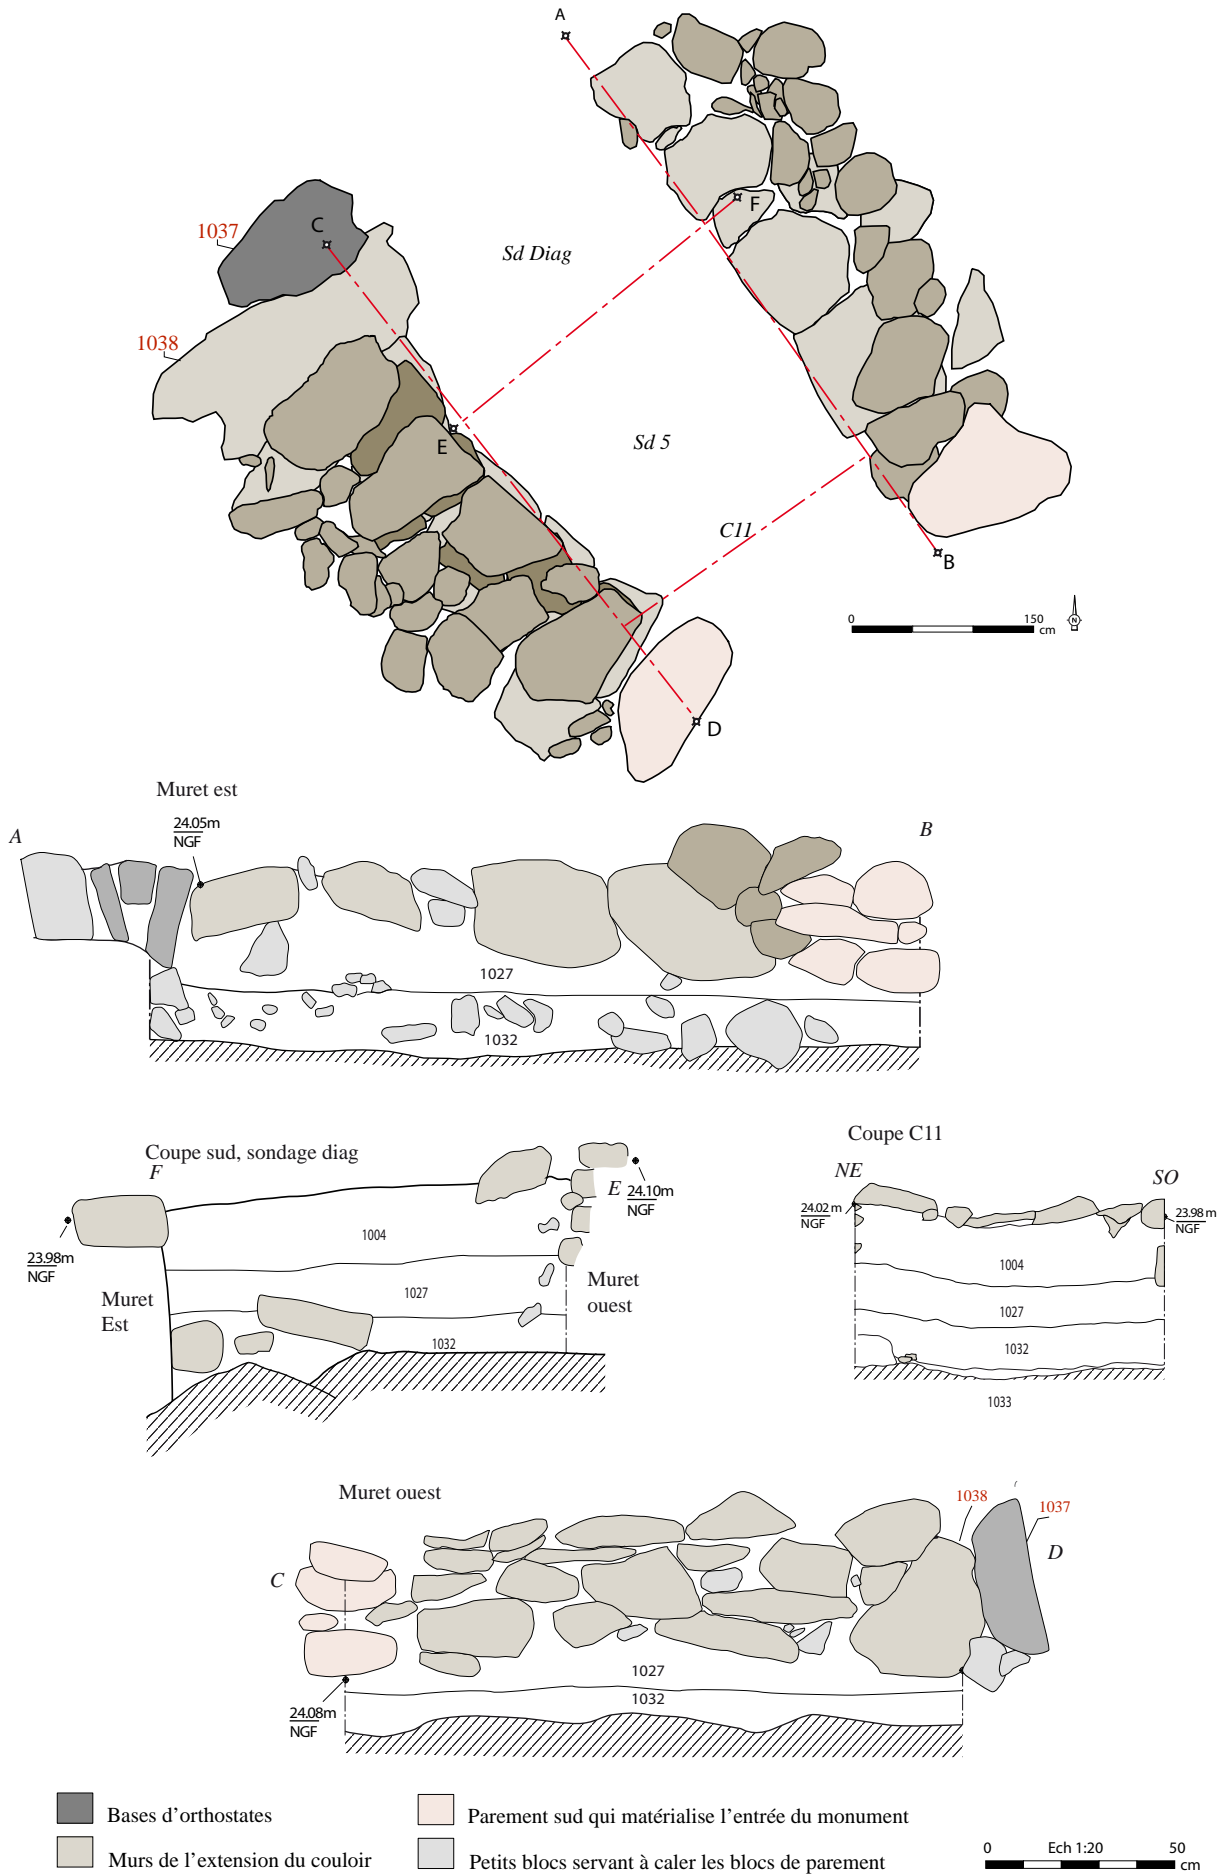 A
C
F
1037
Sd Diag
1038
E
Sd 5
C11
B
0 150
cm
N
D
Muret est
A
24.05m
NGF
B
1027
1032
Coupe sud, sondage diag
F
E
24.10m
NGF
1004
23.98m
NGF
Muret
Est
1027
Muret
ouest
1032
Coupe C11
NE
SO
24.02 m
NGF
23.98 m
NGF
1004
1027
1032
1033
Muret ouest
1038
1037
C
D
1027
1032
24.08m
NGF
Bases d'orthostates
Parement sud qui matérialise l'entrée du monument
Murs de l'extension du couloir
Petits blocs servant à caler les blocs de parement
0 Ech 1:20 50
cm